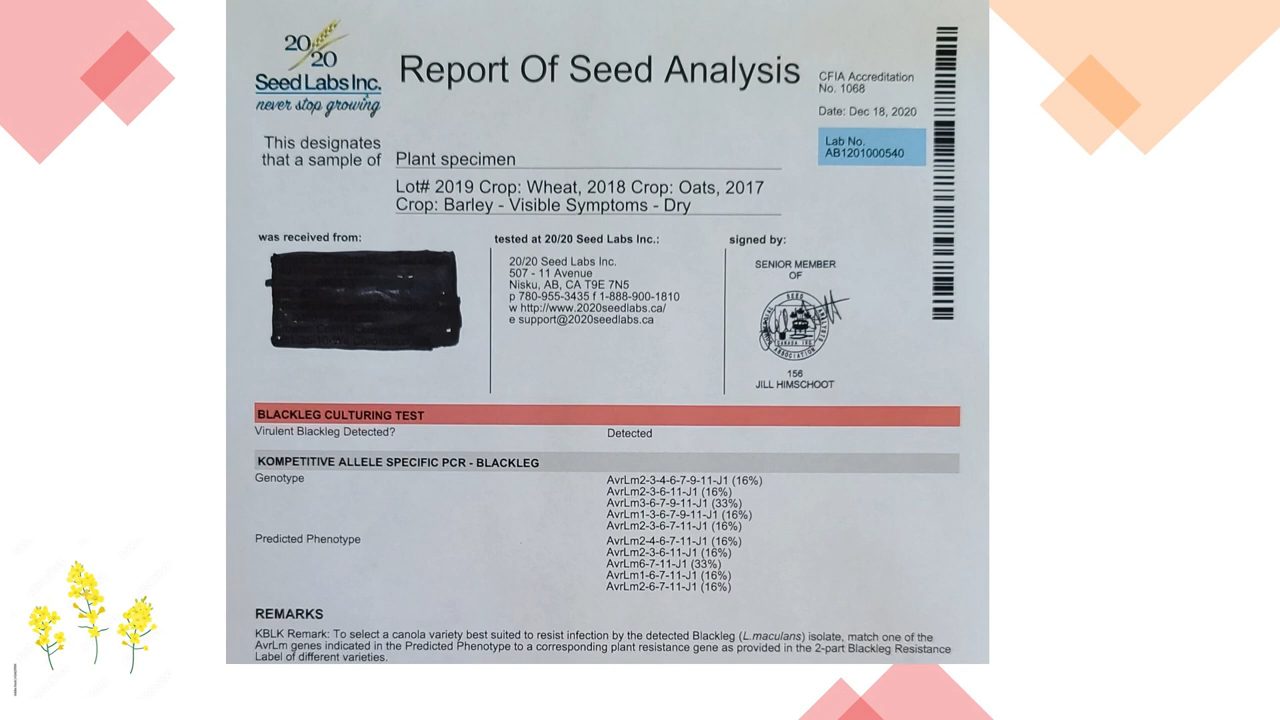 20
20
Seed Labs Inc.
never stop growing
Report Of Seed Analysis
CFIA Accreditation
No. 1068
Date: Dec 18, 2020
Lab No.
AB1201000540
This designates
that a sample of
Plant specimen
Lot# 2019 Crop: Wheat, 2018 Crop: Oats, 2017
Crop: Barley - Visible Symptoms - Dry
was received from:
tested at 20/20 Seed Labs Inc.:
20/20 Seed Labs Inc.
507 - 11 Avenue
Nisku, AB, CA T9E 7N5
p 780-955-3435 f 1-888-900-1810
w http://www.2020seedlabs.ca/
e support@2020seedlabs.ca
signed by:
SENIOR MEMBER
OF
156
JILL HIMSCHOOT
BLACKLEG CULTURING TEST
Virulent Blackleg Detected? Detected
KOMPETITIVE ALLELE SPECIFIC PCR - BLACKLEG
Genotype AvrLm2-3-4-6-7-9-11-J1 (16%)
AvrLm2-3-6-11-J1 (16%)
AvrLm3-6-7-9-11-J1 (33%)
AvrLm1-3-6-7-9-11-J1 (16%)
AvrLm2-3-6-7-11-J1 (16%)
Predicted Phenotype AvrLm2-4-6-7-11-J1 (16%)
AvrLm2-3-6-11-J1 (16%)
AvrLm6-7-11-J1 (33%)
AvrLm1-6-7-11-J1 (16%)
AvrLm2-6-7-11-J1 (16%)
REMARKS
KBLK Remark: To select a canola variety best suited to resist infection by the detected Blackleg (L.maculans) isolate, match one of the
AvrLm genes indicated in the Predicted Phenotype to a corresponding plant resistance gene as provided in the 2-part Blackleg Resistance
Label of different varieties.